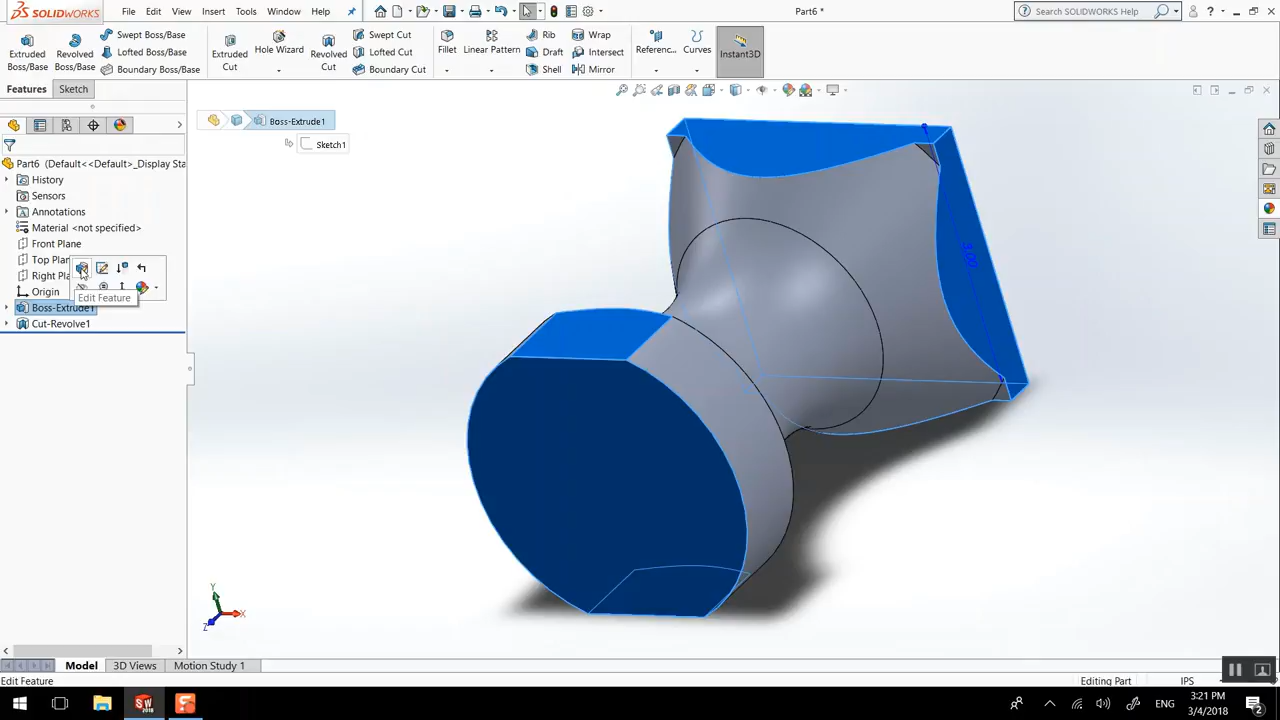 SOLIDWORKS
File Edit View Insert Tools Window Help
Part6 *
Search SOLIDWORKS Help
Extruded Boss/Base
Revolved Boss/Base
Swept Boss/Base
Lofted Boss/Base
Boundary Boss/Base
Extruded Cut
Hole Wizard
Revolved Cut
Swept Cut
Lofted Cut
Boundary Cut
Fillet
Linear Pattern
Rib
Draft
Shell
Wrap
Intersect
Mirror
Referenc...
Curves
Instant3D
Features Sketch
Boss-Extrude1
Sketch1
Part6 (Default<<Default>_Display Sta
History
Sensors
Annotations
Material <not specified>
Front Plane
Top Plan
Right Pla
Origin
Edit Feature
Boss-Extrude1
Cut-Revolve1
3.00
Y
X
Z
Model 3D Views Motion Study 1
Edit Feature
Editing Part
IPS
SW
2018
ENG
3:21 PM
3/4/2018
2